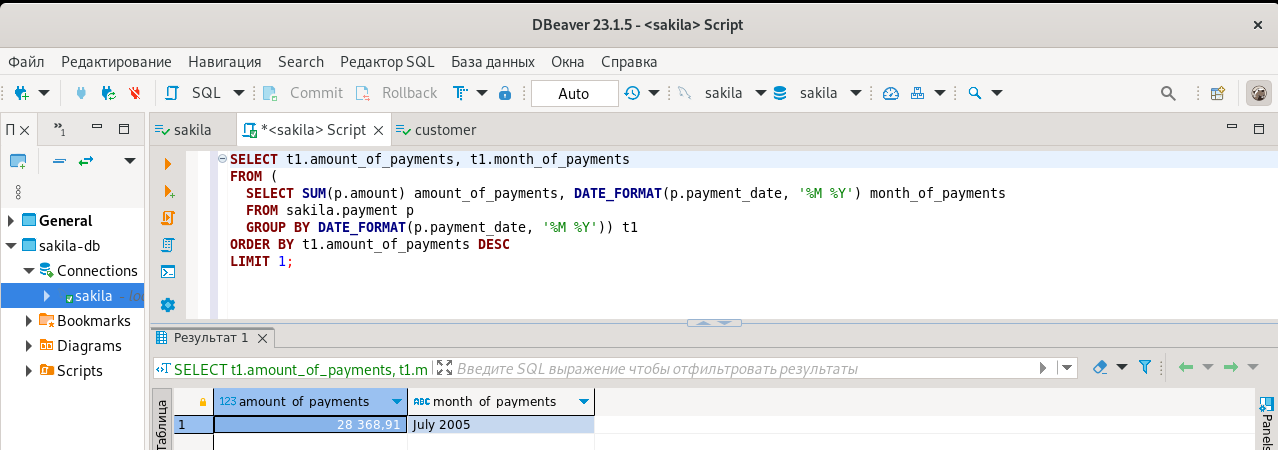 DBeaver 23.1.5 - <sakila> Script
Файл Редактирование Навигация Search Редактор SQL База данных Окна Справка
SQL Commit Rollback Auto sakila sakila
П 1 sakila *<sakila> Script customer
General
sakila-db
Connections
sakila
Bookmarks
Diagrams
Scripts
SELECT t1.amount_of_payments, t1.month_of_payments
FROM (
SELECT SUM(p.amount) amount_of_payments, DATE_FORMAT(p.payment_date, '%M %Y') month_of_payments
FROM sakila.payment p
GROUP BY DATE_FORMAT(p.payment_date, '%M %Y')) t1
ORDER BY t1.amount_of_payments DESC
LIMIT 1;
Результат 1
SELECT t1.amount_of_payments, t1.m Введите SQL выражение чтобы отфильтровать результаты
Таблица
123 amount_of_payments ABC month_of_payments
1 28 368,91 July 2005
Panels